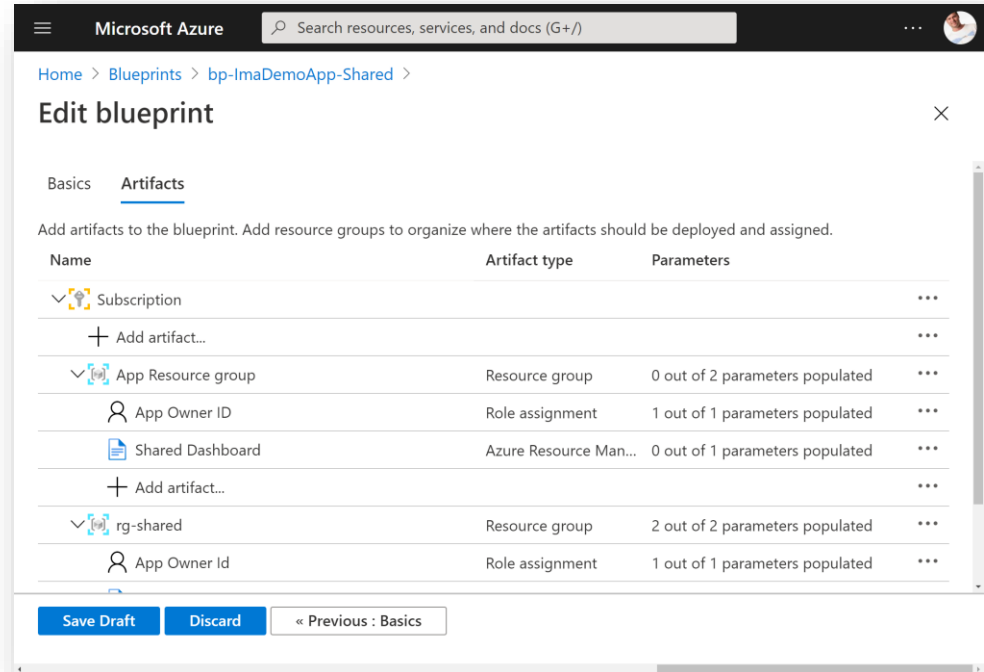 Microsoft Azure
Search resources, services, and docs (G+/)
Home > Blueprints > bp-ImaDemoApp-Shared >
Edit blueprint
Basics Artifacts
Add artifacts to the blueprint. Add resource groups to organize where the artifacts should be deployed and assigned.
Name Artifact type Parameters
Subscription
Add artifact...
App Resource group Resource group 0 out of 2 parameters populated
App Owner ID Role assignment 1 out of 1 parameters populated
Shared Dashboard Azure Resource Man... 0 out of 1 parameters populated
Add artifact...
rg-shared Resource group 2 out of 2 parameters populated
App Owner Id Role assignment 1 out of 1 parameters populated
Save Draft Discard « Previous : Basics